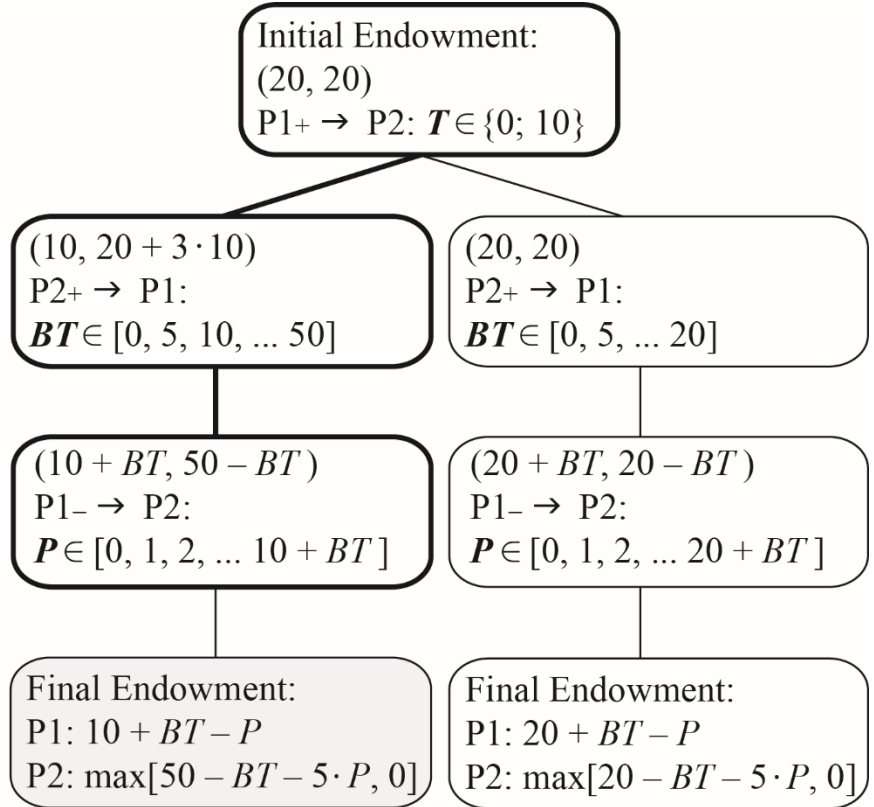 Initial Endowment:
(20, 20)
P1+ → P2: T ∈ {0; 10}
(10, 20 + 3 · 10)
P2+ → P1:
BT ∈ [0, 5, 10, ... 50]
(20, 20)
P2+ → P1:
BT ∈ [0, 5, ... 20]
(10 + BT, 50 – BT )
P1– → P2:
P ∈ [0, 1, 2, ... 10 + BT ]
(20 + BT, 20 – BT )
P1– → P2:
P ∈ [0, 1, 2, ... 20 + BT ]
Final Endowment:
P1: 10 + BT – P
P2: max[50 – BT – 5 · P, 0]
Final Endowment:
P1: 20 + BT – P
P2: max[20 – BT – 5 · P, 0]